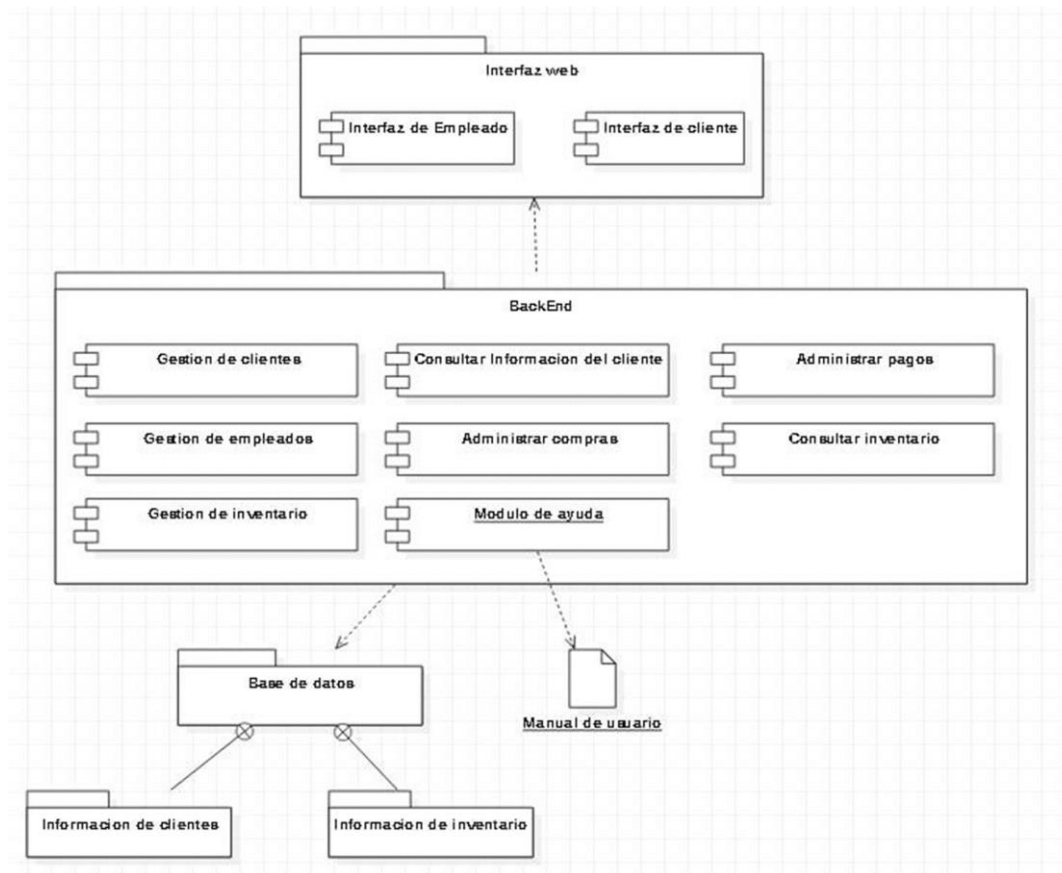 Interfaz web
Interfaz de Empleado
Interfaz de cliente
BackEnd
Gestion de clientes
Consultar Informacion del cliente
Administrar pagos
Gestion de empleados
Administrar compras
Consultar inventario
Gestion de inventario
Modulo de ayuda
Base de datos
Manual de usuario
Informacion de clientes
Informacion de inventario